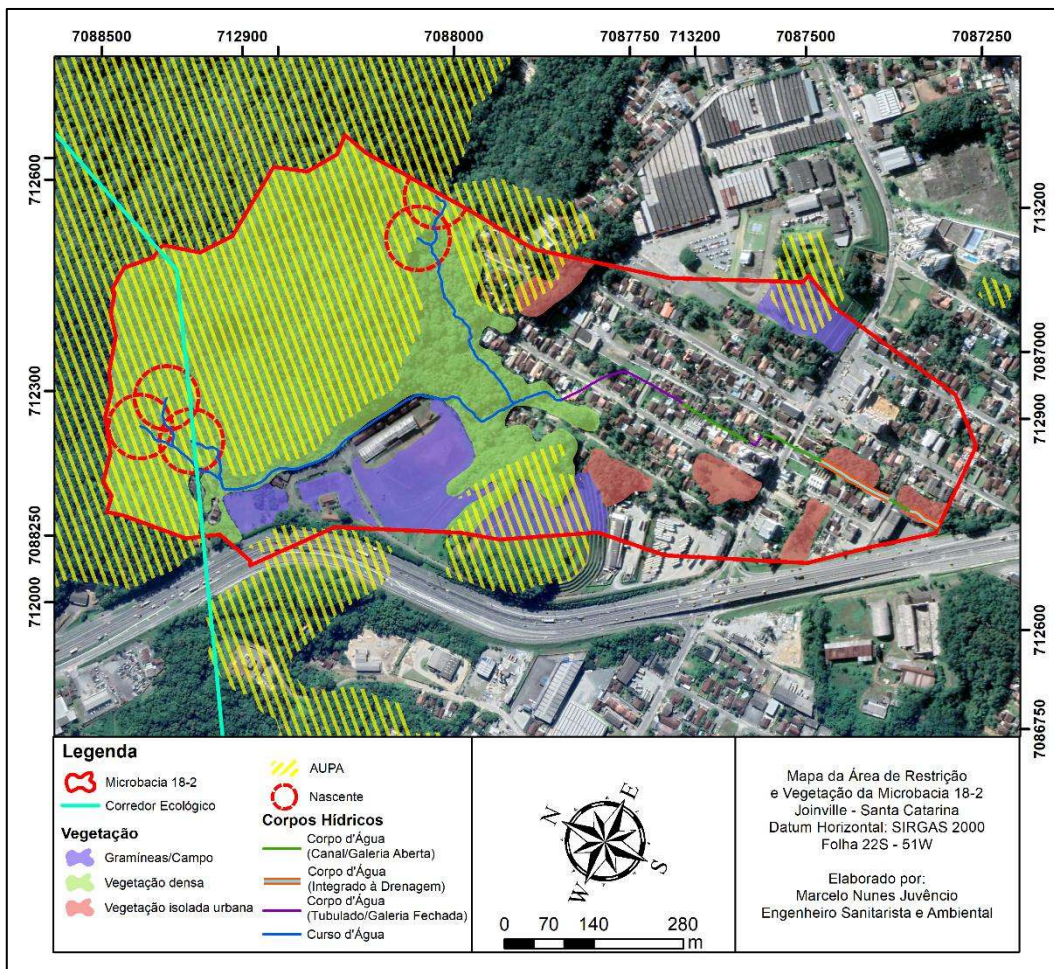 7088500 712900 7088000 7087750 713200 7087500 7087250
712600
712300
7088250
712000
713200
7087000
712900
712600
7086750
Legenda
Microbacia 18-2
Corredor Ecológico
Vegetação
Gramíneas/Campo
Vegetação densa
Vegetação isolada urbana
AUPA
Nascente
Corpos Hídricos
Corpo d'Água
(Canal/Galeria Aberta)
Corpo d'Água
(Integrado à Drenagem)
Corpo d'Água
(Tubulado/Galeria Fechada)
Curso d'Água
N E
W S
0 70 140 280
m
Mapa da Área de Restrição
e Vegetação da Microbacia 18-2
Joinville - Santa Catarina
Datum Horizontal: SIRGAS 2000
Folha 22S - 51W
Elaborado por:
Marcelo Nunes Juvêncio
Engenheiro Sanitarista e Ambiental